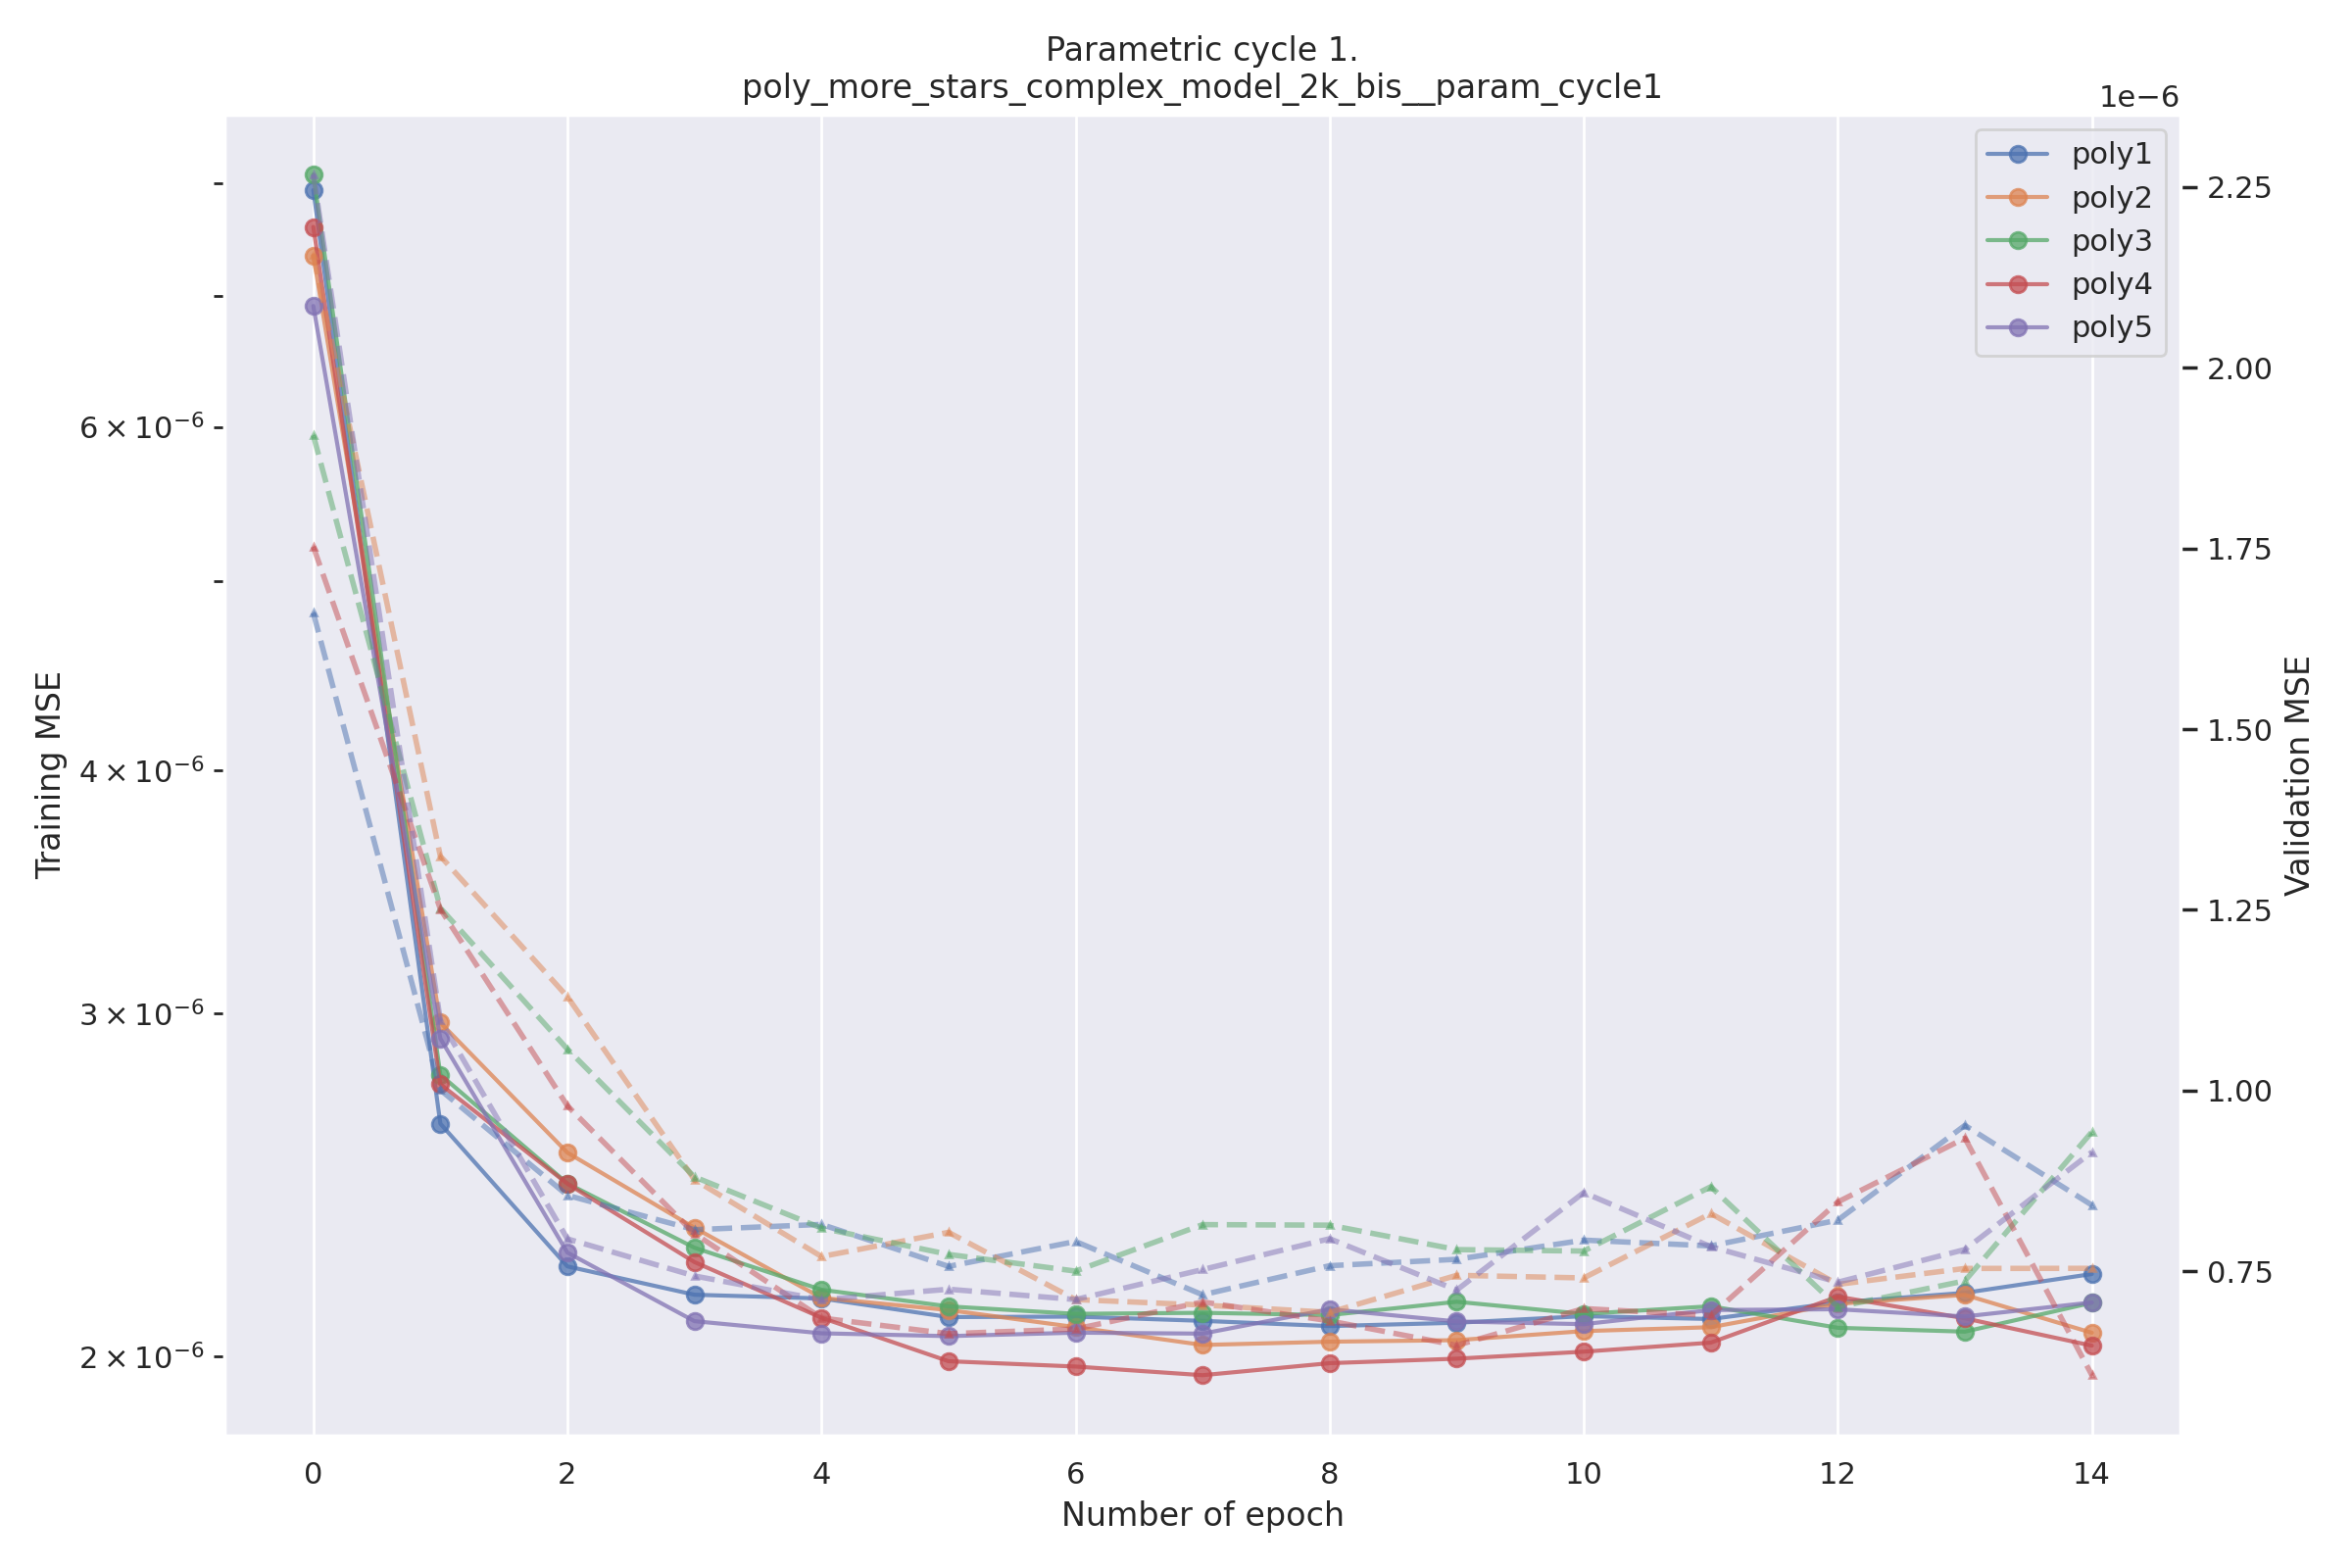 Parametric cycle 1.
poly_more_stars_complex_model_2k_bis__param_cycle1
1e−6
poly1
poly2
poly3
poly4
poly5
Training MSE
6 × 10⁻⁶
4 × 10⁻⁶
3 × 10⁻⁶
2 × 10⁻⁶
2.25
2.00
1.75
1.50
1.25
1.00
0.75
Validation MSE
0 2 4 6 8 10 12 14
Number of epoch